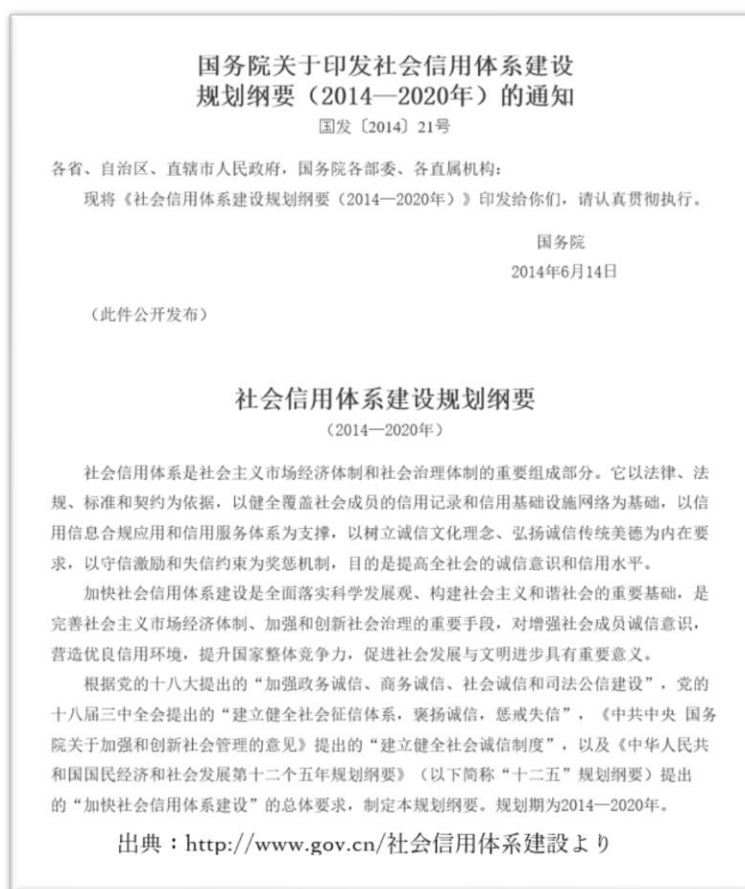 国务院关于印发社会信用体系建设
规划纲要（2014—2020年）的通知
国发〔2014〕21号
各省、自治区、直辖市人民政府，国务院各部委、各直属机构：
现将《社会信用体系建设规划纲要（2014—2020年）》印发给你们，请认真贯彻执行。
国务院
2014年6月14日
（此件公开发布）
社会信用体系建设规划纲要
（2014—2020年）
社会信用体系是社会主义市场经济体制和社会治理体制的重要组成部分。它以法律、法
规、标准和契约为依据，以健全覆盖社会成员的信用记录和信用基础设施网络为基础，以信
用信息合规应用和信用服务体系为支撑，以树立诚信文化理念、弘扬诚信传统美德为内在要
求，以守信激励和失信约束为奖惩机制，目的是提高全社会的诚信意识和信用水平。
加快社会信用体系建设是全面落实科学发展观、构建社会主义和谐社会的重要基础，是
完善社会主义市场经济体制、加强和创新社会治理的重要手段，对增强社会成员诚信意识，
营造优良信用环境，提升国家整体竞争力，促进社会发展与文明进步具有重要意义。
根据党的十八大提出的“加强政务诚信、商务诚信、社会诚信和司法公信建设”，党的
十八届三中全会提出的“建立健全社会征信体系，褒扬诚信，惩戒失信”，《中共中央 国务
院关于加强和创新社会管理的意见》提出的“建立健全社会诚信制度”，以及《中华人民共
和国国民经济和社会发展第十二个五年规划纲要》（以下简称“十二五”规划纲要）提出
的“加快社会信用体系建设”的总体要求，制定本规划纲要。规划期为2014—2020年。
出典：http://www.gov.cn/社会信用体系建設より